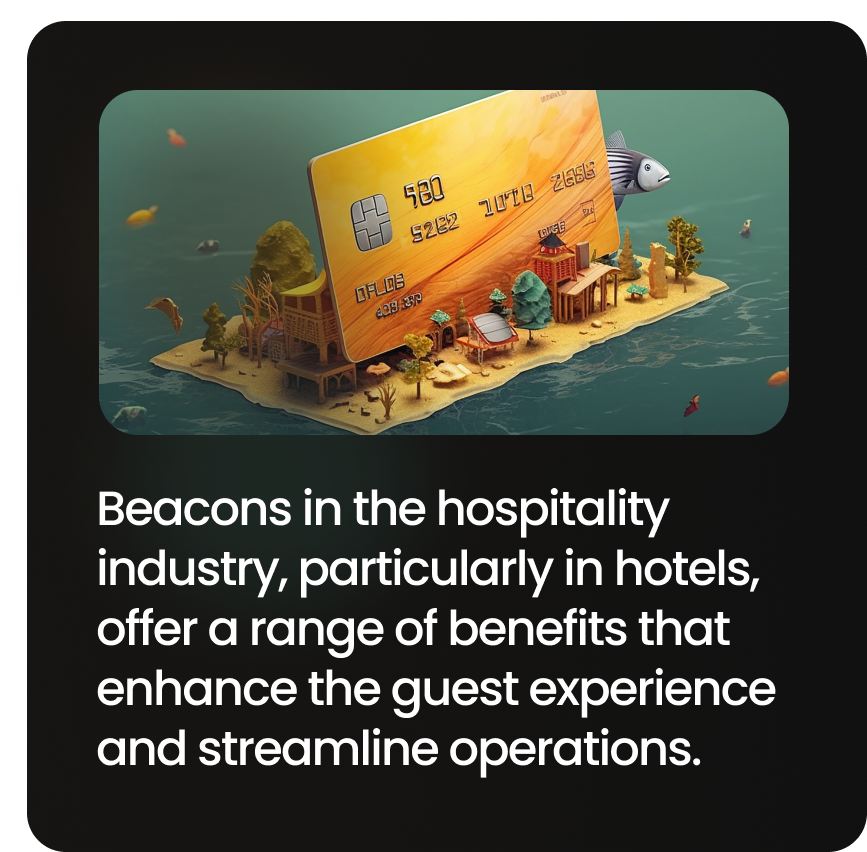 Beacons in the hospitality
industry, particularly in hotels,
offer a range of benefits that
enhance the guest experience
and streamline operations.